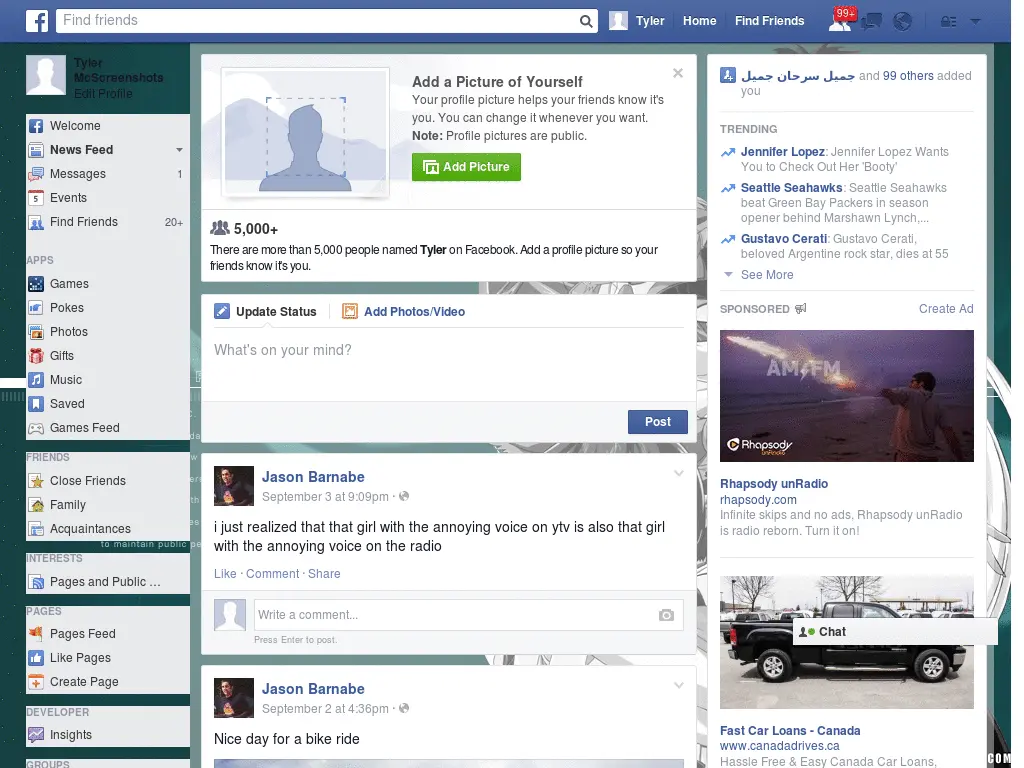 Find friends
Tyler
Home
Find Friends
99+
Tyler
McScreenshots
Edit Profile
Welcome
News Feed
Messages 1
5 Events
Find Friends 20+
APPS
Games
Pokes
Photos
Gifts
Music
Saved
Games Feed
FRIENDS
Close Friends
Family
Acquaintances
to maintain public pe
INTERESTS
Pages and Public ...
PAGES
Pages Feed
Like Pages
Create Page
DEVELOPER
Insights
GROUPS
Add a Picture of Yourself
Your profile picture helps your friends know it's
you. You can change it whenever you want.
Note: Profile pictures are public.
Add Picture
5,000+
There are more than 5,000 people named Tyler on Facebook. Add a profile picture so your
friends know it's you.
Update Status
Add Photos/Video
What's on your mind?
Post
Jason Barnabe
September 3 at 9:09pm ·
i just realized that that girl with the annoying voice on ytv is also that girl
with the annoying voice on the radio
Like · Comment · Share
Write a comment...
Press Enter to post.
Jason Barnabe
September 2 at 4:36pm ·
Nice day for a bike ride
جميل سرحان جميل and 99 others added
you
TRENDING
Jennifer Lopez: Jennifer Lopez Wants
You to Check Out Her 'Booty'
Seattle Seahawks: Seattle Seahawks
beat Green Bay Packers in season
opener behind Marshawn Lynch,...
Gustavo Cerati: Gustavo Cerati,
beloved Argentine rock star, dies at 55
See More
SPONSORED
Create Ad
AM/FM
Rhapsody
unRadio
Rhapsody unRadio
rhapsody.com
Infinite skips and no ads, Rhapsody unRadio
is radio reborn. Turn it on!
Chat
Fast Car Loans - Canada
www.canadadrives.ca
Hassle Free & Easy Canada Car Loans,
COM